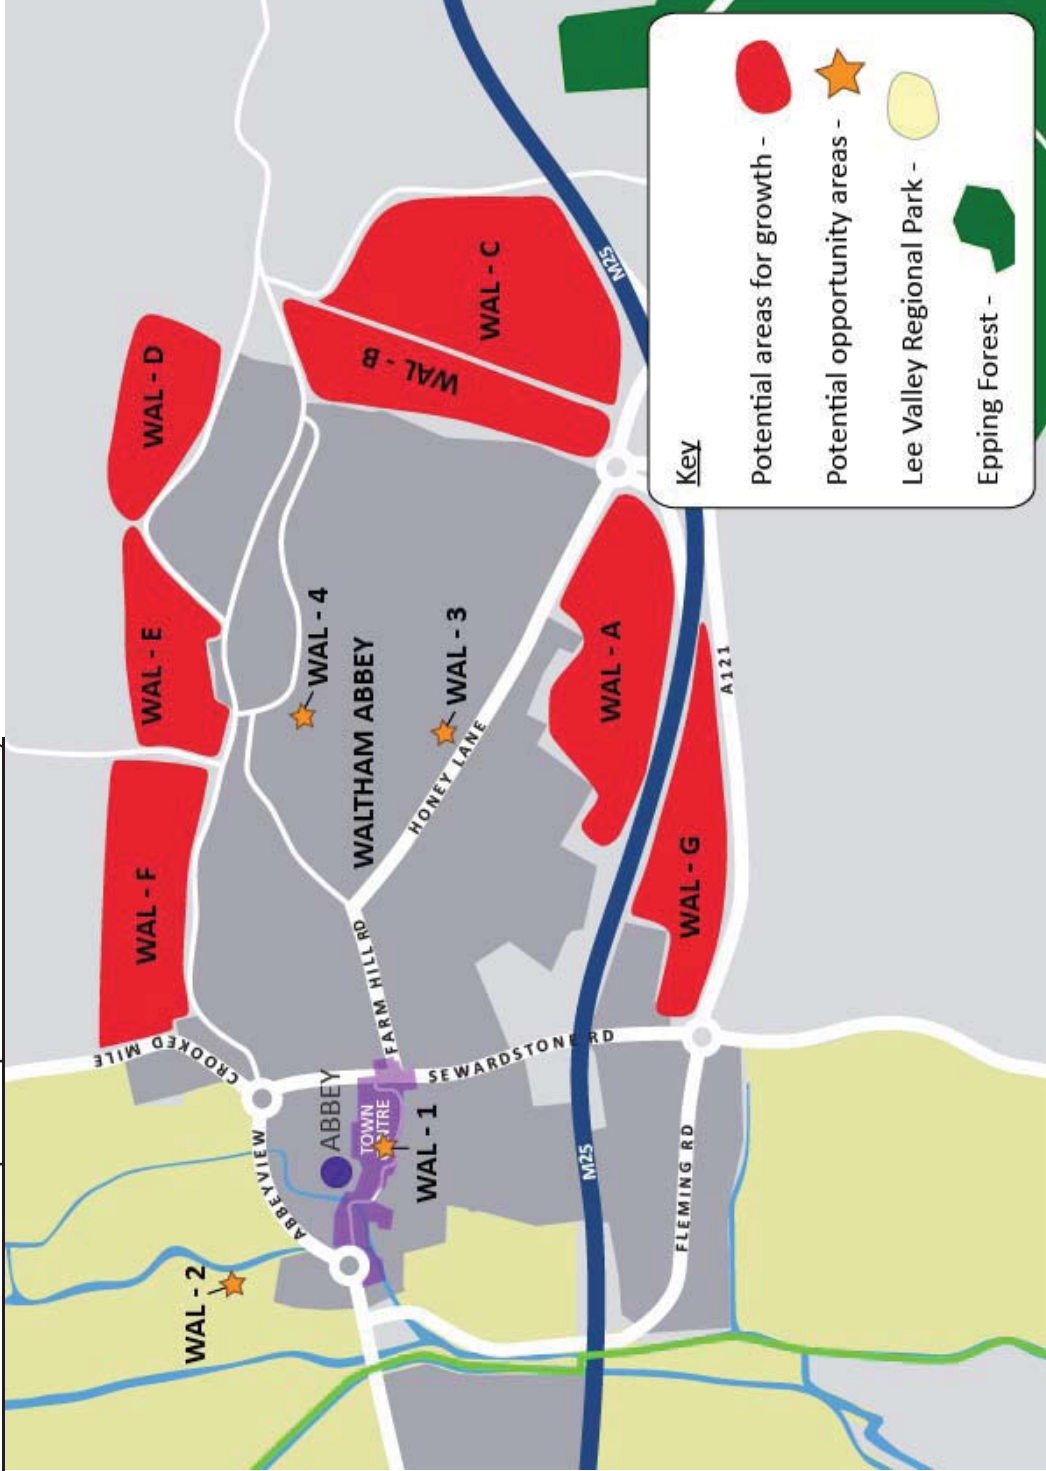 WAL - F
WAL - E
WAL - D
CROOKED MILE
WAL - 2
ABBEYVIEW
ABBEY
TOWN
NTRE
WAL - 1
FARM HILL RD
SEWARDSTONE RD
WALTHAM ABBEY
WAL - 4
WAL - 3
HONEY LANE
WAL - B
WAL - C
WAL - A
WAL - G
M25
M25
FLEMING RD
A121
Key
Potential areas for growth -
Potential opportunity areas -
Lee Valley Regional Park -
Epping Forest -